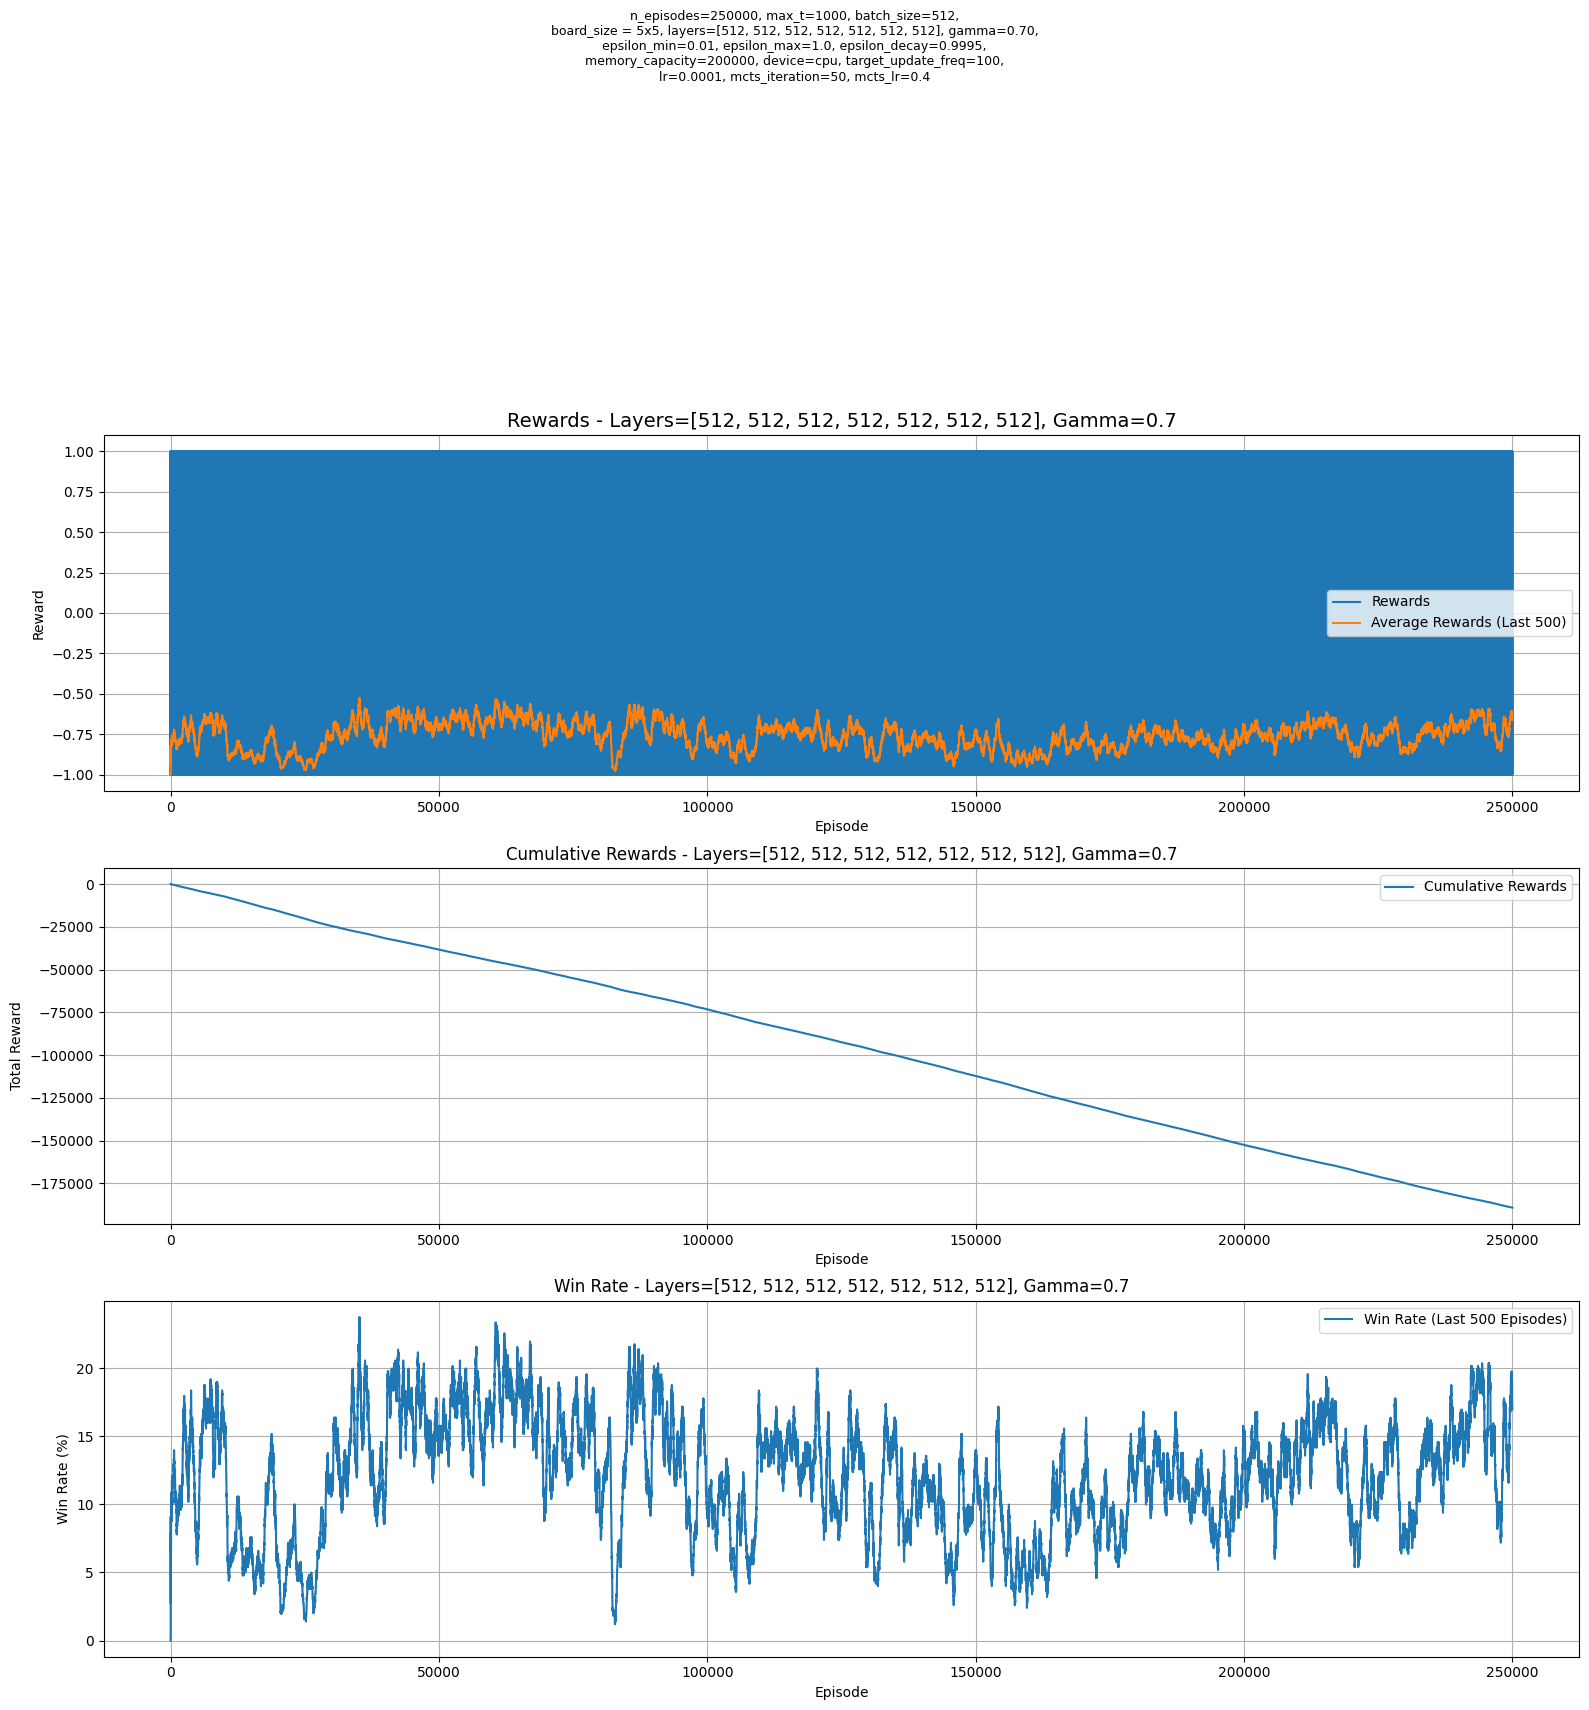 n_episodes=250000, max_t=1000, batch_size=512,
board_size = 5x5, layers=[512, 512, 512, 512, 512, 512, 512], gamma=0.70,
epsilon_min=0.01, epsilon_max=1.0, epsilon_decay=0.9995,
memory_capacity=200000, device=cpu, target_update_freq=100,
lr=0.0001, mcts_iteration=50, mcts_lr=0.4
Rewards - Layers=[512, 512, 512, 512, 512, 512, 512], Gamma=0.7
1.00
0.75
0.50
0.25
0.00
−0.25
−0.50
−0.75
−1.00
Reward
Rewards
Average Rewards (Last 500)
0 50000 100000 150000 200000 250000
Episode
Cumulative Rewards - Layers=[512, 512, 512, 512, 512, 512, 512], Gamma=0.7
0
−25000
−50000
−75000
−100000
−125000
−150000
−175000
Total Reward
Cumulative Rewards
0 50000 100000 150000 200000 250000
Episode
Win Rate - Layers=[512, 512, 512, 512, 512, 512, 512], Gamma=0.7
20
15
10
5
0
Win Rate (%)
Win Rate (Last 500 Episodes)
0 50000 100000 150000 200000 250000
Episode